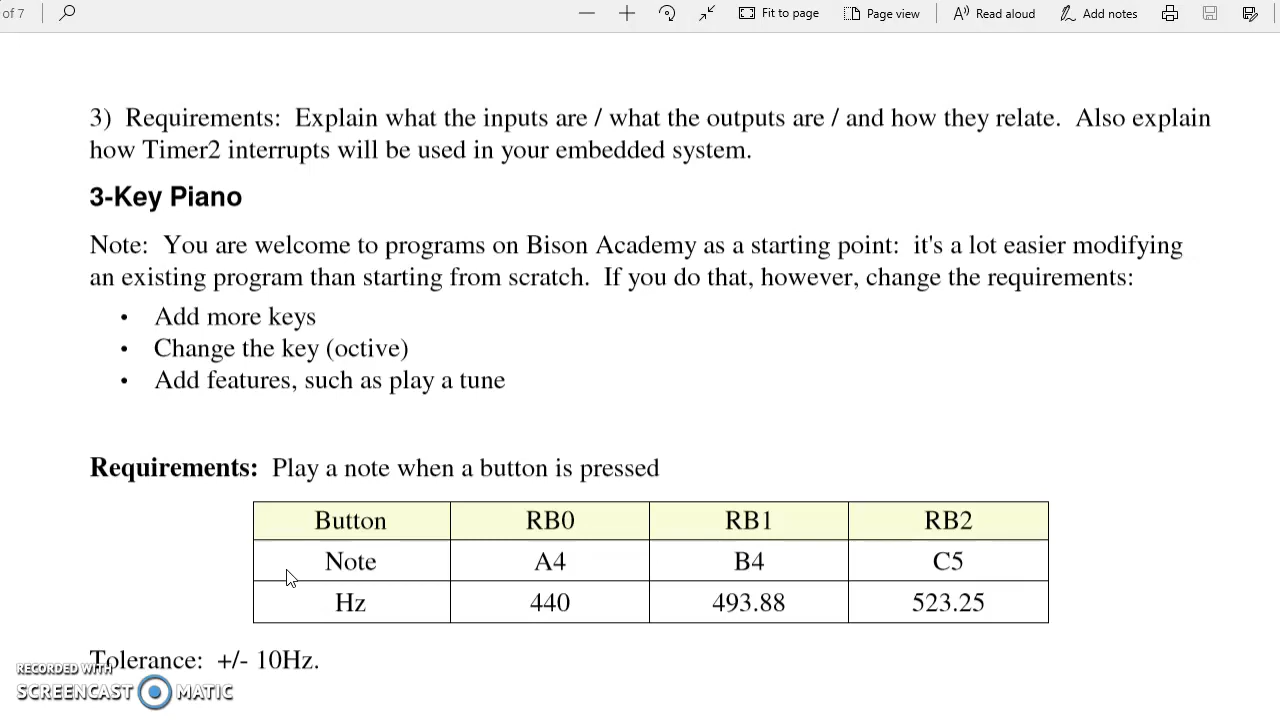 of 7 Fit to page Page view Read aloud Add notes
3) Requirements: Explain what the inputs are / what the outputs are / and how they relate. Also explain
how Timer2 interrupts will be used in your embedded system.
3-Key Piano
Note: You are welcome to programs on Bison Academy as a starting point: it's a lot easier modifying
an existing program than starting from scratch. If you do that, however, change the requirements:
• Add more keys
• Change the key (octive)
• Add features, such as play a tune
Requirements: Play a note when a button is pressed
Button RB0 RB1 RB2
Note A4 B4 C5
Hz 440 493.88 523.25
Tolerance: +/- 10Hz.
RECORDED WITH
SCREENCAST MATIC